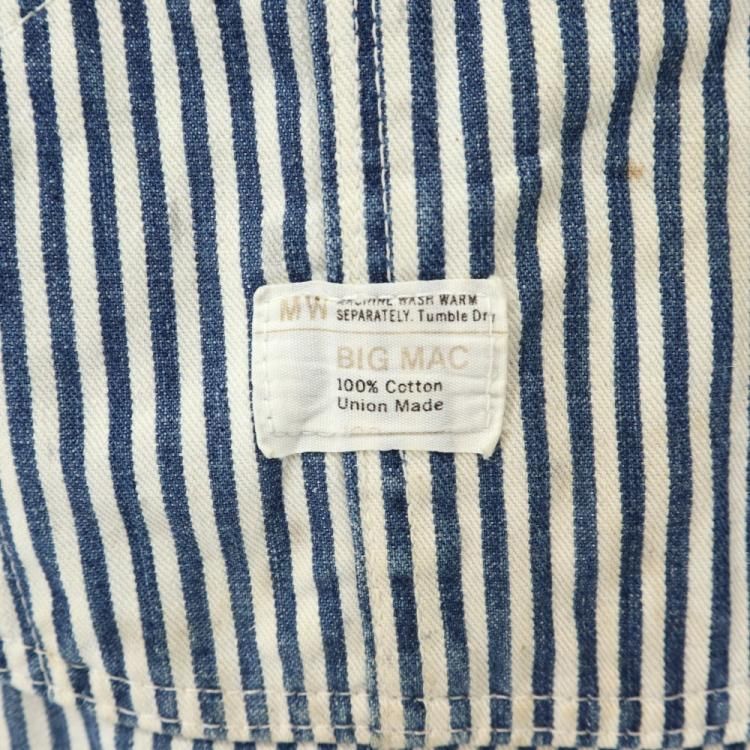 MW MACHINE WASH WARM
SEPARATELY. Tumble Dry
BIG MAC
100% Cotton
Union Made